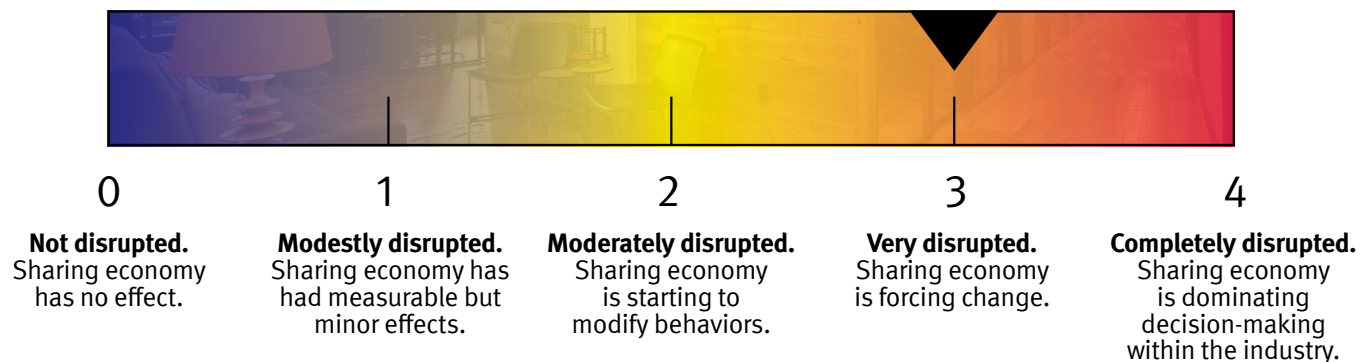 0
Not disrupted.
Sharing economy
has no effect.
1
Modestly disrupted.
Sharing economy has
had measurable but
minor effects.
2
Moderately disrupted.
Sharing economy
is starting to
modify behaviors.
3
Very disrupted.
Sharing economy
is forcing change.
4
Completely disrupted.
Sharing economy
is dominating
decision-making
within the industry.